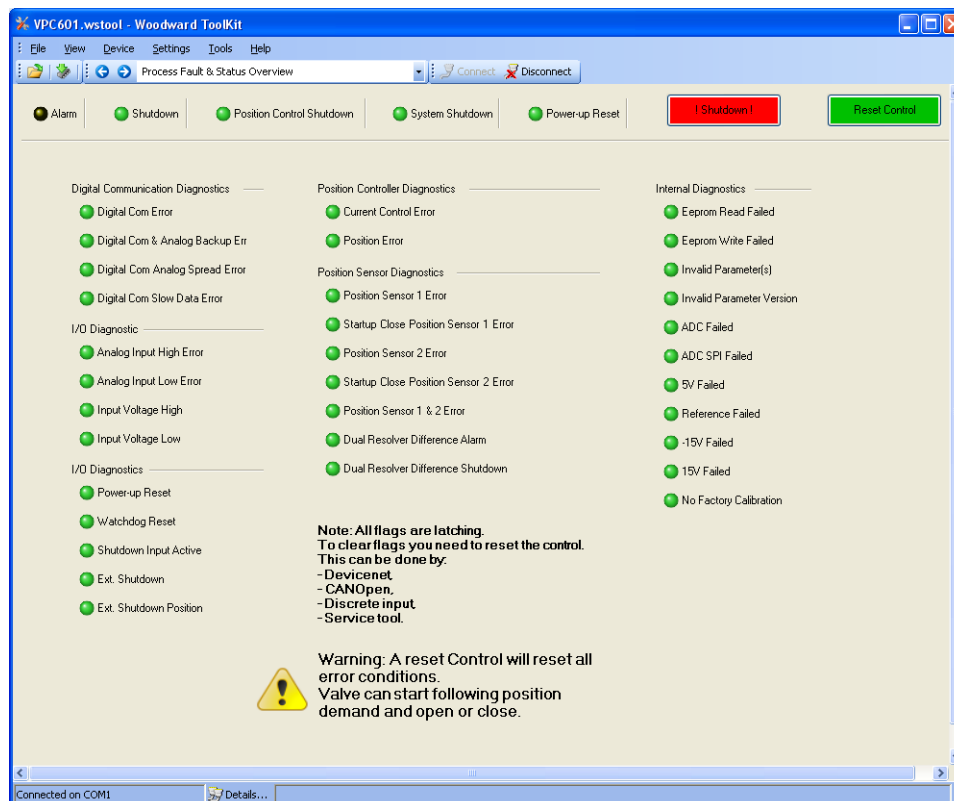 VPC601.wstool - Woodward ToolKit
File View Device Settings Tools Help
Process Fault & Status Overview Connect Disconnect
Alarm Shutdown Position Control Shutdown System Shutdown Power-up Reset ! Shutdown ! Reset Control
Digital Communication Diagnostics
Digital Com Error
Digital Com & Analog Backup Err
Digital Com Analog Spread Error
Digital Com Slow Data Error
I/O Diagnostic
Analog Input High Error
Analog Input Low Error
Input Voltage High
Input Voltage Low
I/O Diagnostics
Power-up Reset
Watchdog Reset
Shutdown Input Active
Ext. Shutdown
Ext. Shutdown Position
Position Controller Diagnostics
Current Control Error
Position Error
Position Sensor Diagnostics
Position Sensor 1 Error
Startup Close Position Sensor 1 Error
Position Sensor 2 Error
Startup Close Position Sensor 2 Error
Position Sensor 1 & 2 Error
Dual Resolver Difference Alarm
Dual Resolver Difference Shutdown
Note: All flags are latching.
To clear flags you need to reset the control.
This can be done by:
- Devicenet,
- CANOpen,
- Discrete input,
- Service tool.
Warning: A reset Control will reset all
error conditions.
Valve can start following position
demand and open or close.
Internal Diagnostics
Eeprom Read Failed
Eeprom Write Failed
Invalid Parameter(s)
Invalid Parameter Version
ADC Failed
ADC SPI Failed
5V Failed
Reference Failed
-15V Failed
15V Failed
No Factory Calibration
Connected on COM1 Details...